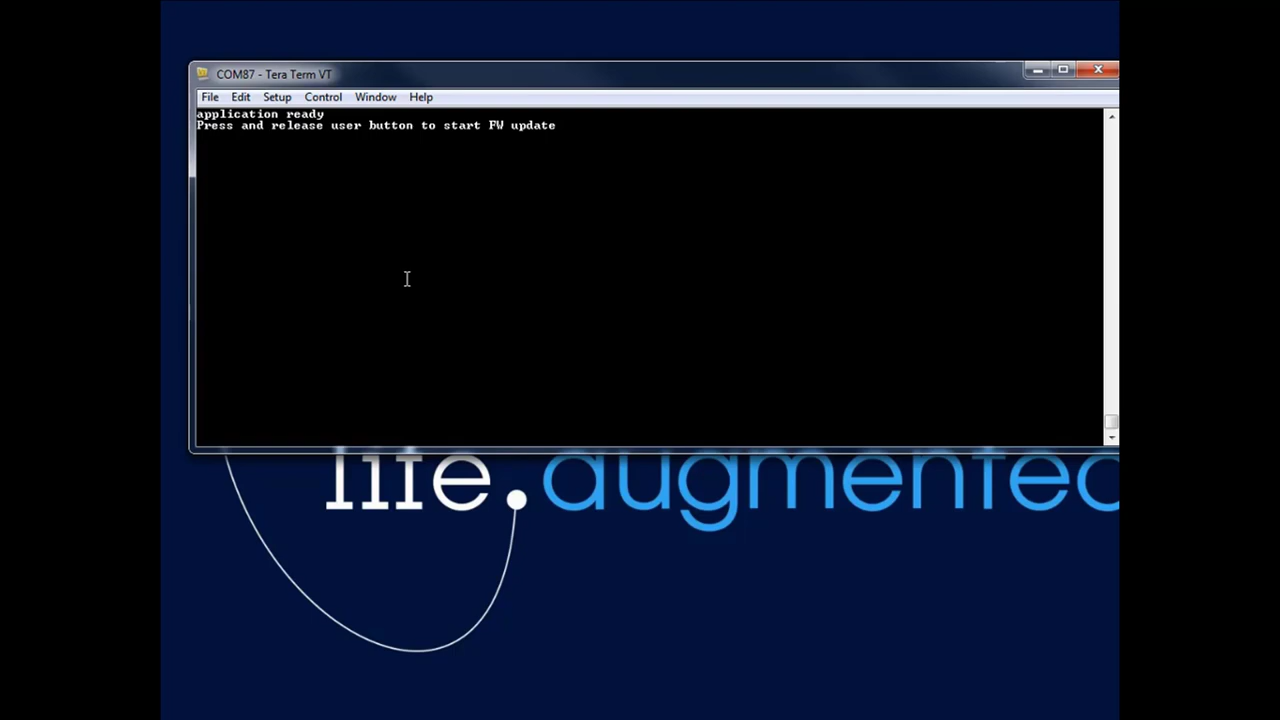 COM87 - Tera Term VT
File Edit Setup Control Window Help
application ready
Press and release user button to start FW update
life.augmented